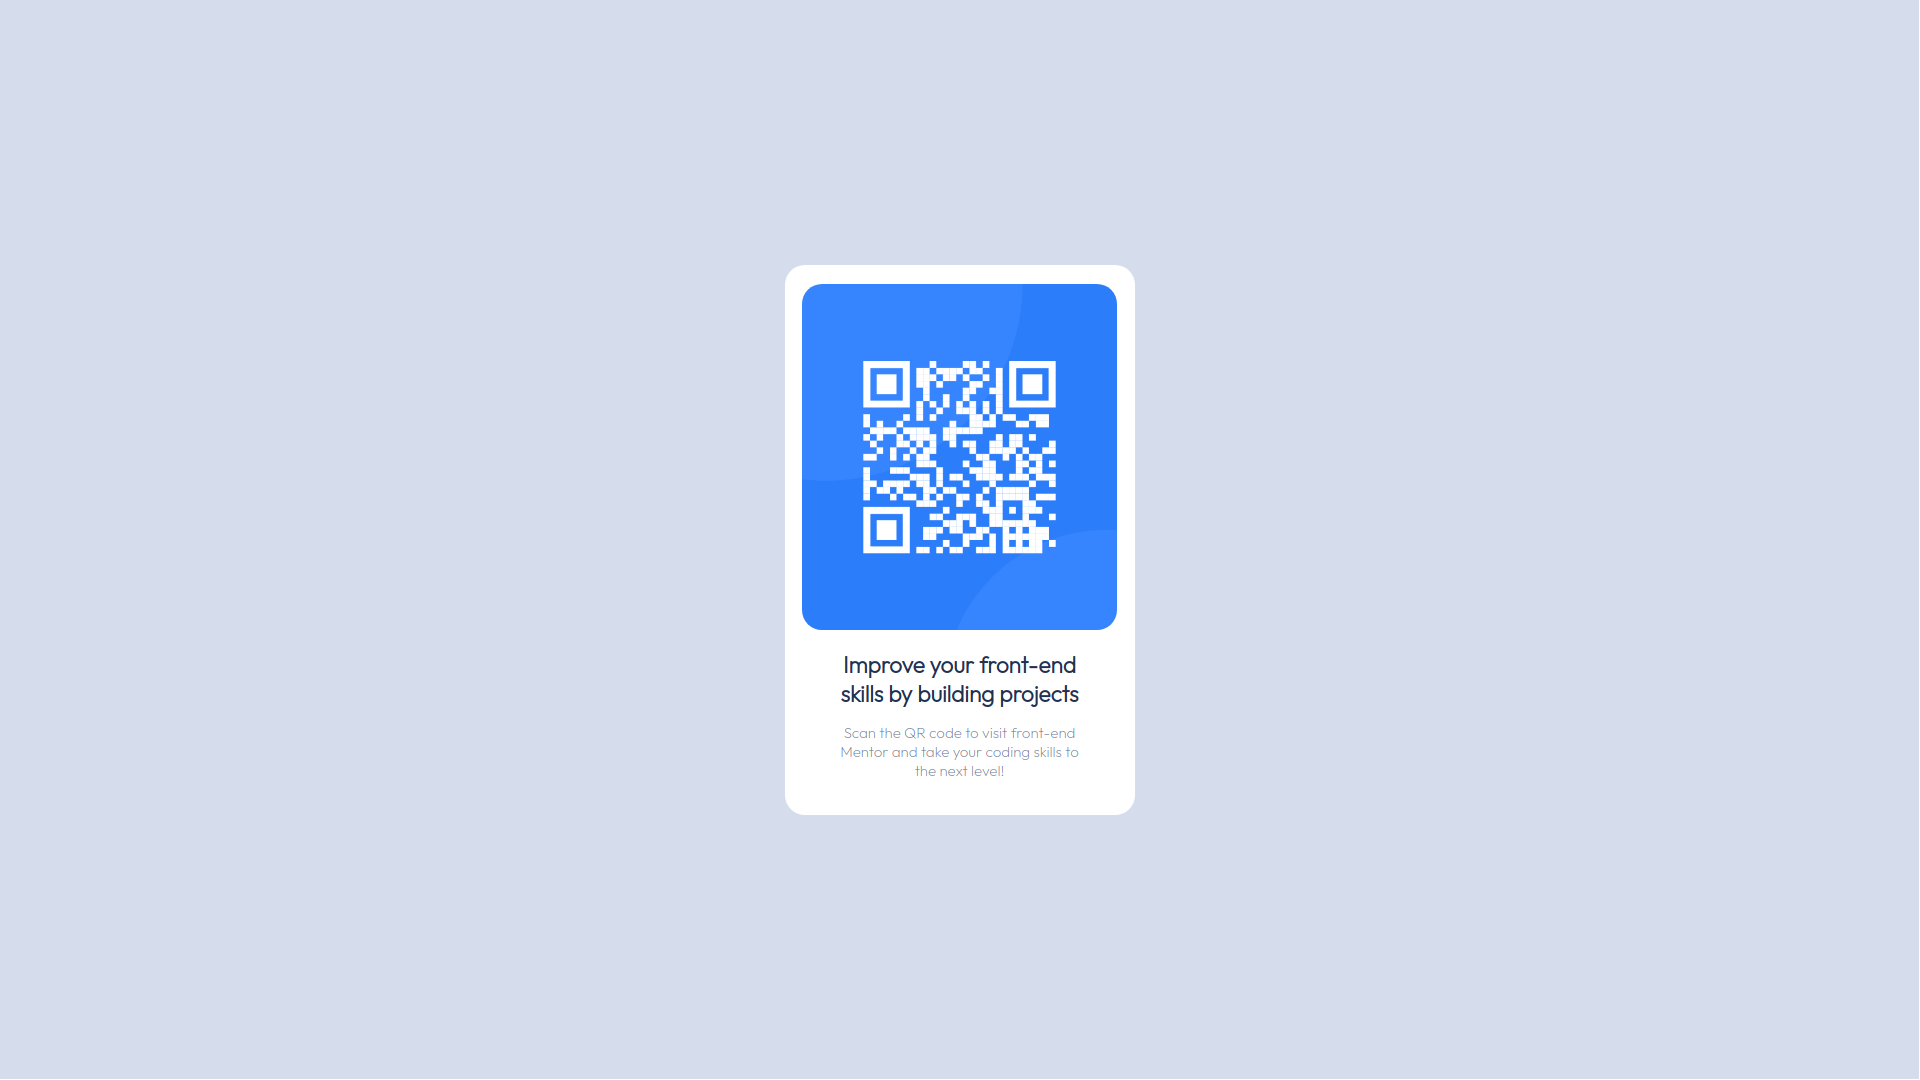 Improve your front-end
skills by building projects
Scan the QR code to visit front-end
Mentor and take your coding skills to
the next level!